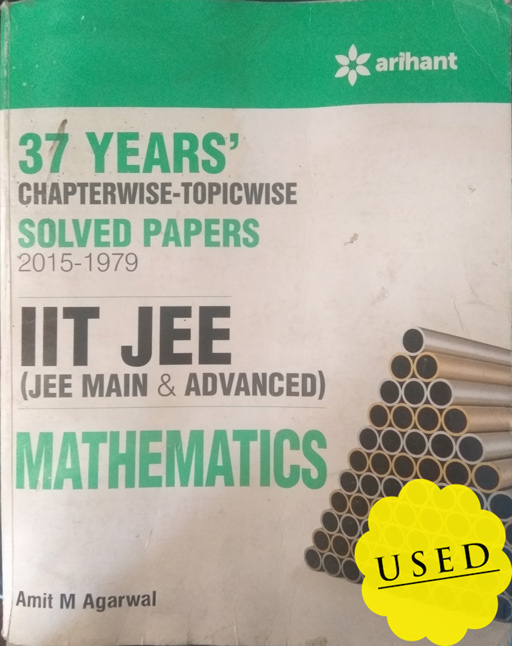 arihant
37 YEARS'
CHAPTERWISE-TOPICWISE
SOLVED PAPERS
2015-1979
IIT JEE
(JEE MAIN & ADVANCED)
MATHEMATICS
USED
Amit M Agarwal